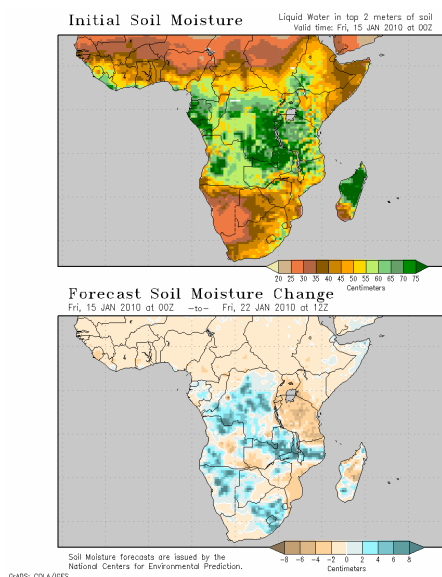 Initial Soil Moisture
Liquid Water in top 2 meters of soil
Valid time: Fri, 15 JAN 2010 at 00Z
20 25 30 35 40 45 50 55 60 65 70 75
Centimeters
Forecast Soil Moisture Change
Fri, 15 JAN 2010 at 00Z —to— Fri, 22 JAN 2010 at 12Z
Soil Moisture forecasts are issued by the
National Centers for Environmental Prediction.
-8 -6 -4 -2 0 2 4 6 8
Centimeters
GrADS: COLA/IGES